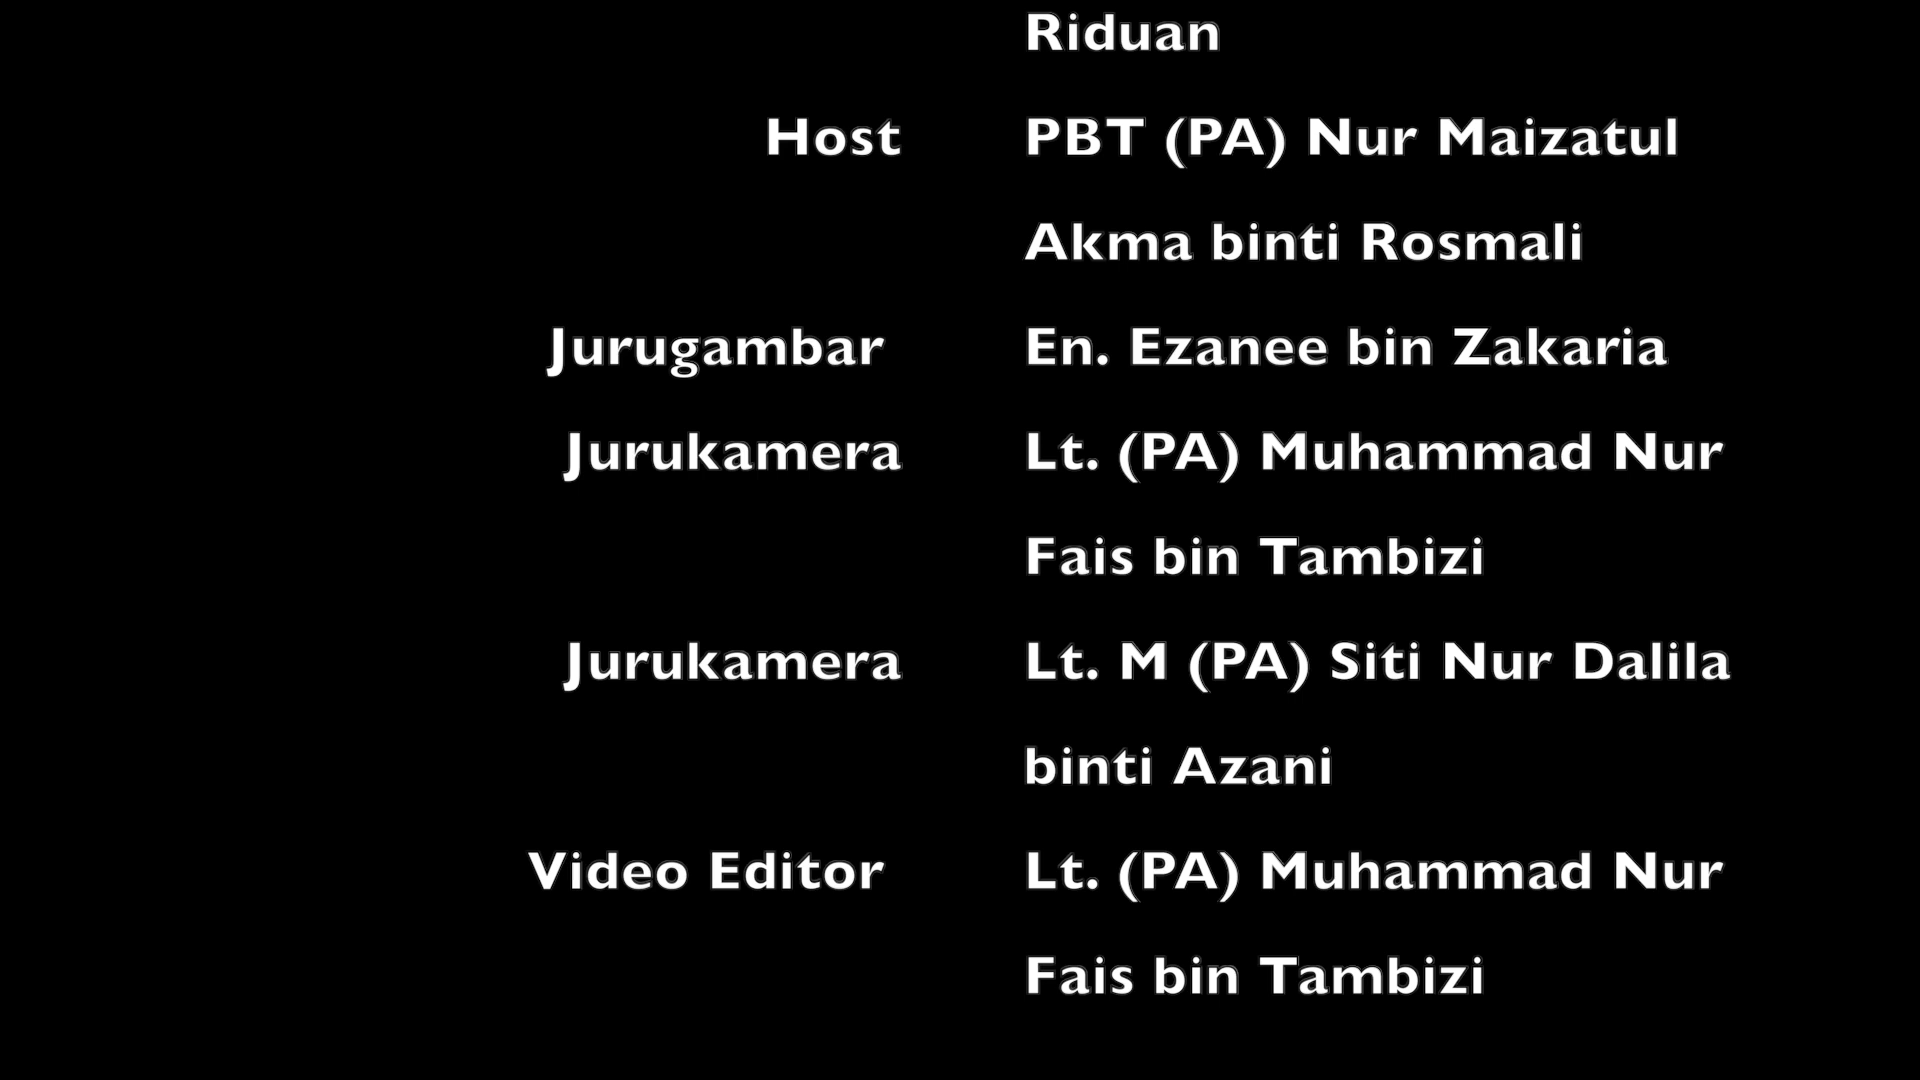 Riduan
Host PBT (PA) Nur Maizatul
Akma binti Rosmali
Jurugambar En. Ezanee bin Zakaria
Jurukamera Lt. (PA) Muhammad Nur
Fais bin Tambizi
Jurukamera Lt. M (PA) Siti Nur Dalila
binti Azani
Video Editor Lt. (PA) Muhammad Nur
Fais bin Tambizi